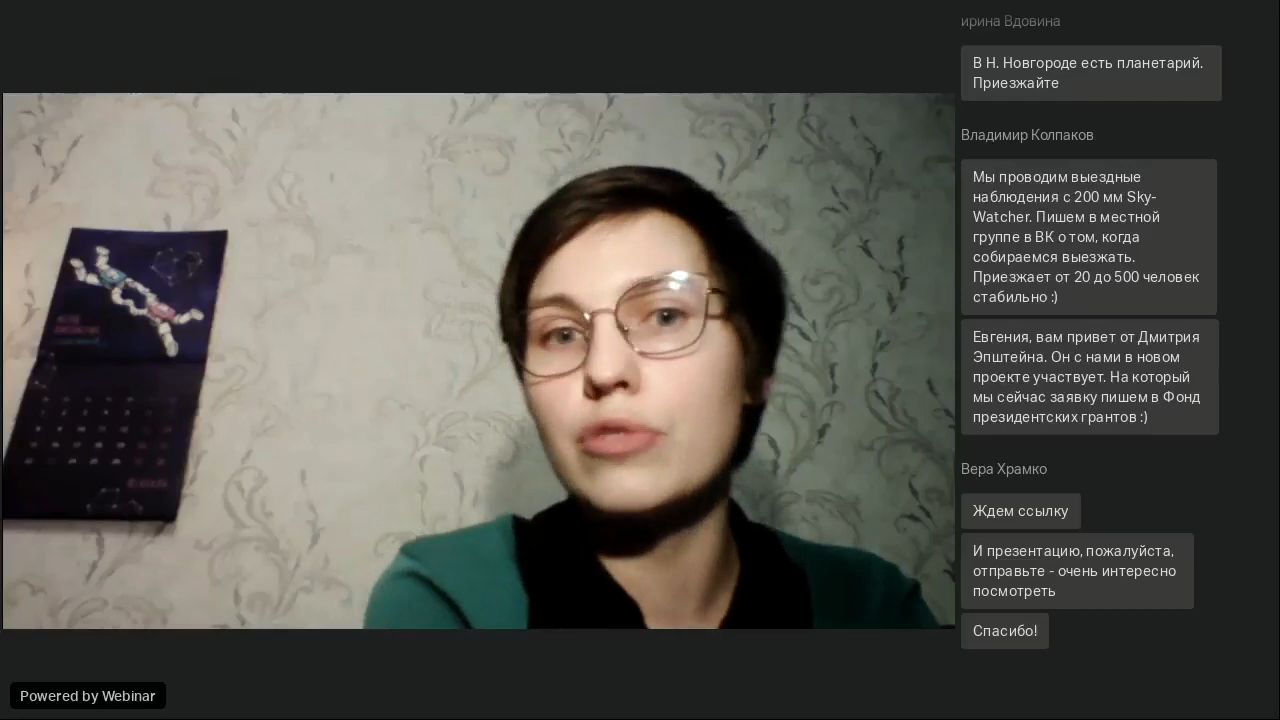 ирина Вдовина
В Н. Новгороде есть планетарий.
Приезжайте
Владимир Колпаков
Мы проводим выездные
наблюдения с 200 мм Sky-
Watcher. Пишем в местной
группе в ВК о том, когда
собираемся выезжать.
Приезжает от 20 до 500 человек
стабильно :)
Евгения, вам привет от Дмитрия
Эпштейна. Он с нами в новом
проекте участвует. На который
мы сейчас заявку пишем в Фонд
президентских грантов :)
Вера Храмко
Ждем ссылку
И презентацию, пожалуйста,
отправьте - очень интересно
посмотреть
Спасибо!
Powered by Webinar